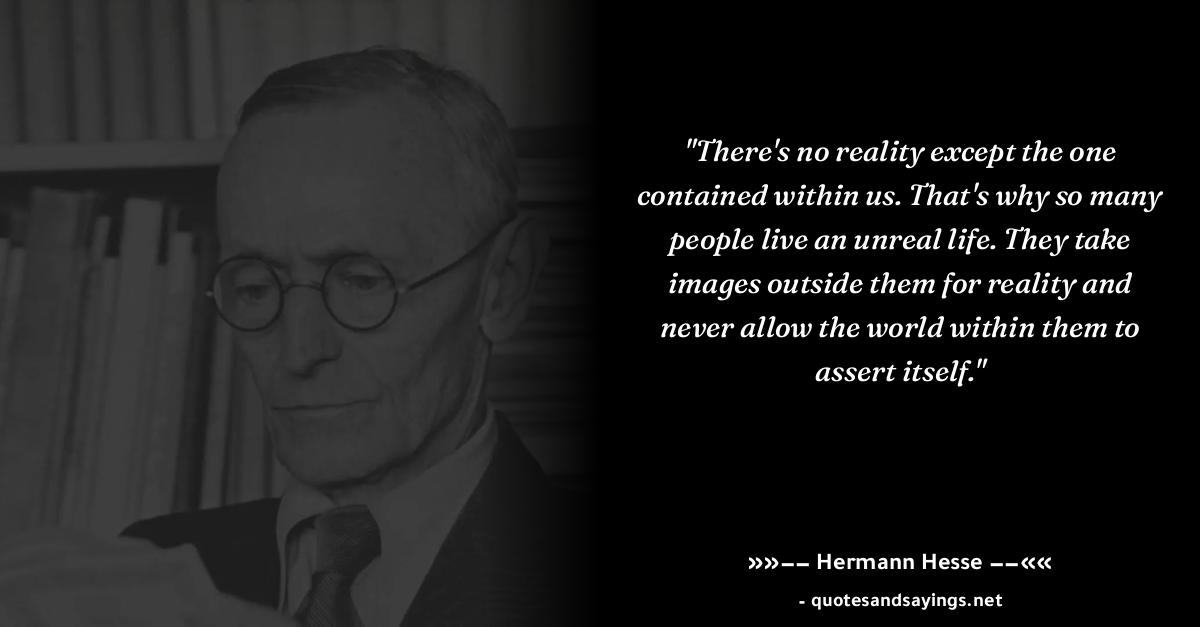 "There's no reality except the one
contained within us. That's why so many
people live an unreal life. They take
images outside them for reality and
never allow the world within them to
assert itself."
»»-- Hermann Hesse --««
- quotesandsayings.net